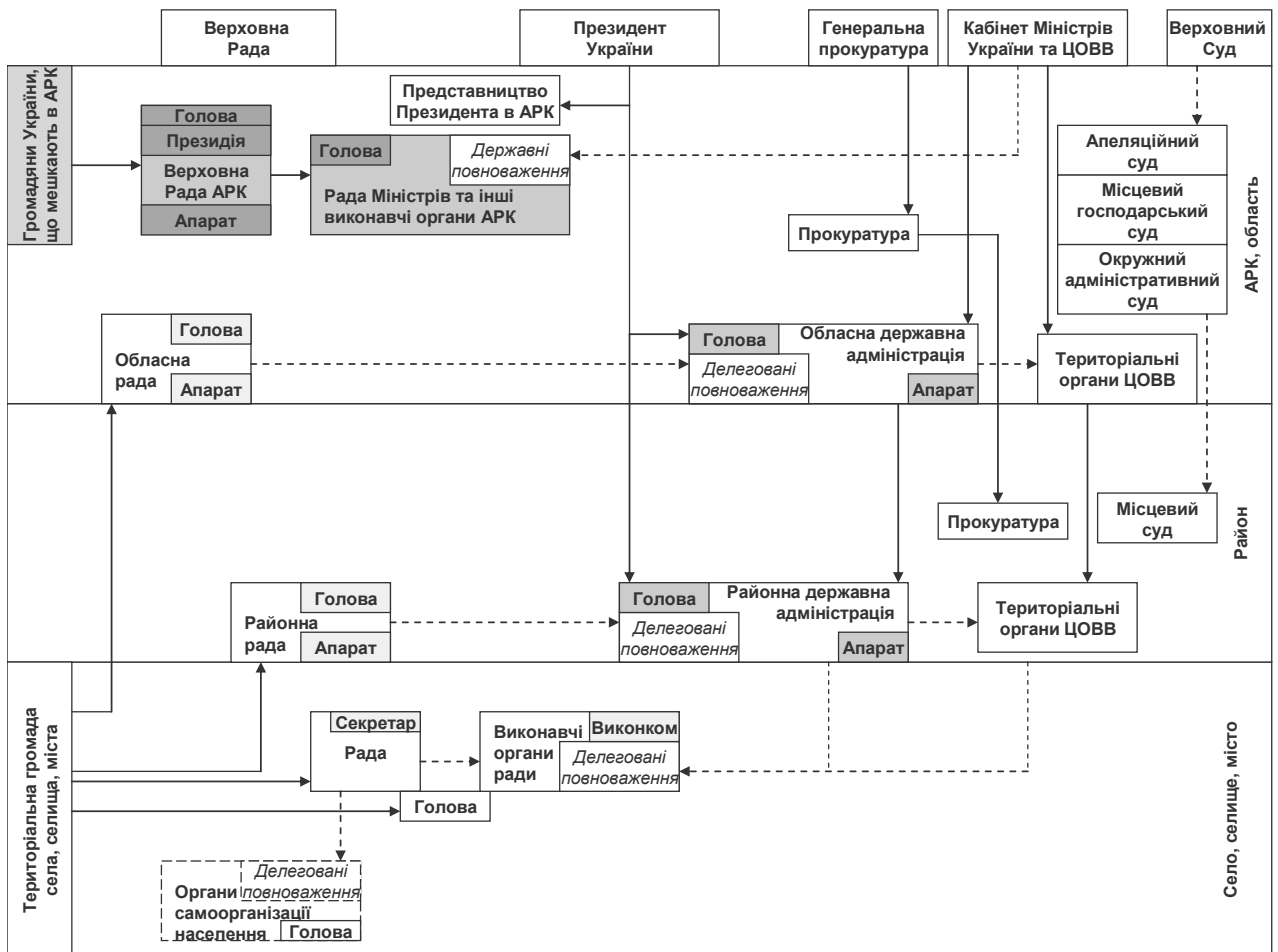 Верховна
Рада
Президент
України
Генеральна
прокуратура
Кабінет Міністрів
України та ЦОВВ
Верховний
Суд
Громадяни України,
що мешкають в АРК
Голова
Президія
Верховна
Рада АРК
Апарат
Представництво
Президента в АРК
Голова
Державні
повноваження
Рада Міністрів та інші
виконавчі органи АРК
Прокуратура
Апеляційний
суд
Місцевий
господарський
суд
Окружний
адміністративний
суд
АРК, область
Голова
Обласна
рада
Апарат
Голова
Обласна державна
адміністрація
Делеговані
повноваження
Апарат
Територіальні
органи ЦОВВ
Прокуратура
Місцевий
суд
Район
Голова
Районна
рада
Апарат
Голова
Районна державна
адміністрація
Делеговані
повноваження
Апарат
Територіальні
органи ЦОВВ
Територіальна громада
села, селища, міста
Секретар
Рада
Виконавчі
органи
ради
Виконком
Делеговані
повноваження
Голова
Делеговані
повноваження
Органи
самоорганізації
населення
Голова
Село, селище, місто